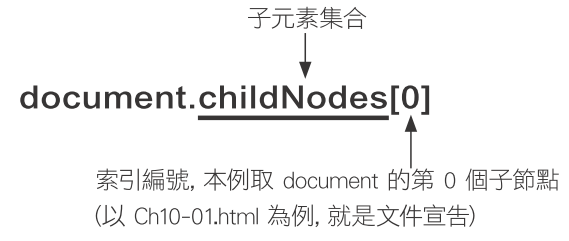 子元素集合
document.childNodes[0]
索引編號, 本例取 document 的第 0 個子節點
(以 Ch10-01.html 為例, 就是文件宣告)